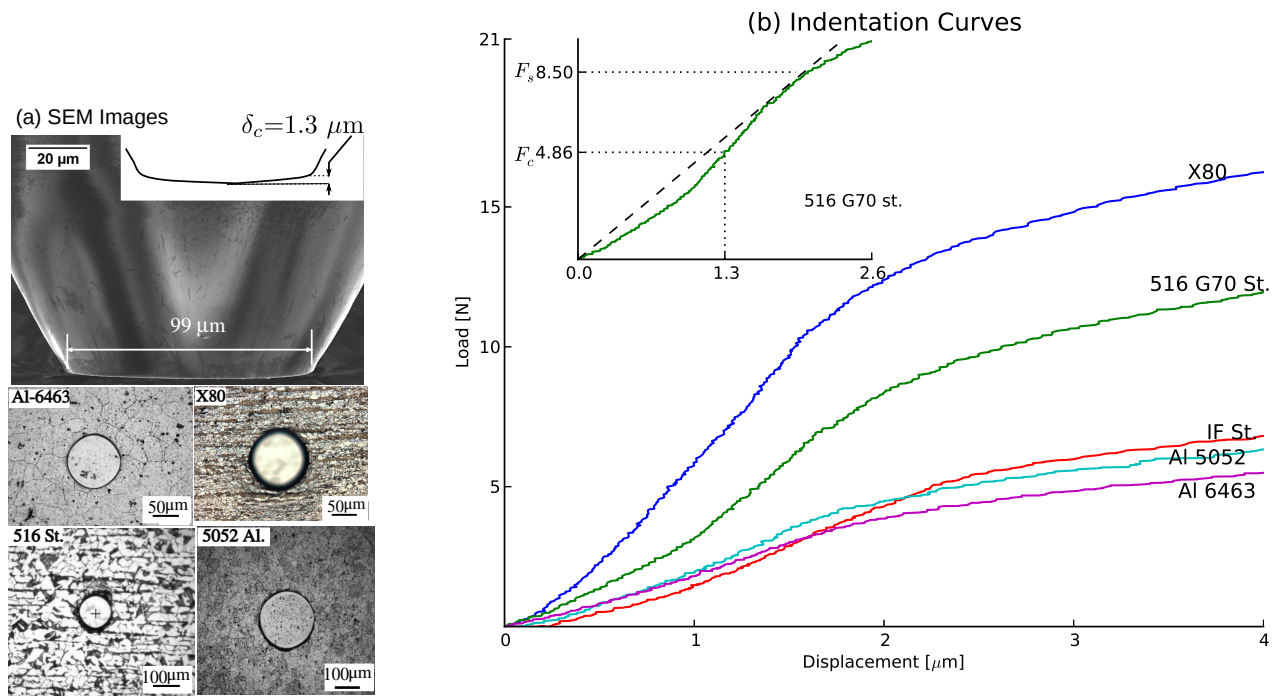 (a) SEM Images
δc=1.3 μm
20 μm
99 μm
Al-6463
X80
50μm
50μm
516 St.
5052 Al.
100μm
100μm
(b) Indentation Curves
21
15
10
5
0
1
2
3
4
Load [N]
Displacement [μm]
Fs 8.50
Fc 4.86
0.0
1.3
2.6
516 G70 st.
X80
516 G70 St.
IF St.
Al 5052
Al 6463